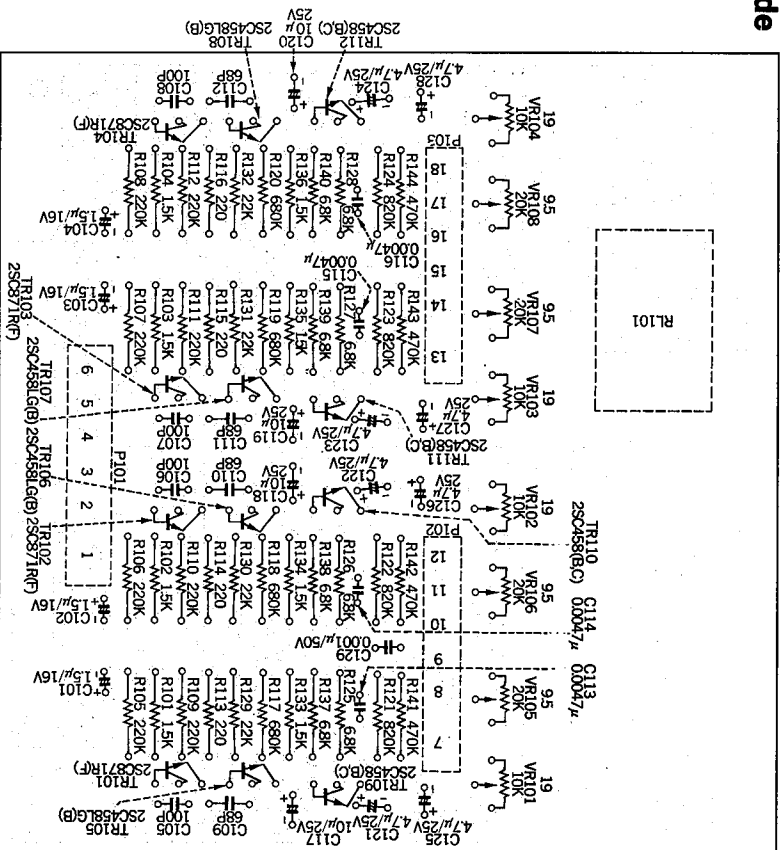 de
25V
10μ
C120
2SC458(B,C)
TR112
2SC458LG(B)
TR108
4.7μ/25V
C124
4.7μ/25V
C128
19
VR104
10K
9.5
VR108
20K
9.5
VR107
20K
19
VR103
10K
19
VR102
10K
9.5
VR106
20K
9.5
VR105
20K
19
VR101
10K
RL101
100P
C108
68P
C112
2SC871R(F)
TR104
P103
18
17
16
15
14
13
R108 220K
R104 1.5K
R112 220K
R116 220
R132 22K
R120 680K
R136 1.5K
R140 6.8K
R128 6.8K
R124 820K
R144 470K
1.5μ/16V
C104
0.0047μ
C116
0.0047μ
C115
1.5μ/16V
C103
R107 220K
R103 1.5K
R111 220K
R115 220
R131 22K
R119 680K
R135 1.5K
R139 6.8K
R127 6.8K
R123 820K
R143 470K
TR103
2SC871R(F)
TR107
2SC458LG(B)
TR106
2SC458LG(B)
TR102
2SC871R(F)
P101
6
5
4
3
2
1
100P
C107
68P
C111
25V
10μ
C119
4.7μ/25V
C123
2SC458(B,C)
TR111
25V
4.7μ
C127
100P
C106
68P
C110
25V
10μ
C118
4.7μ/25V
C122
25V
4.7μ
C126
TR110
2SC458(B,C)
C114
0.0047μ
C113
0.0047μ
P102
12
11
10
9
8
7
R106 220K
R102 1.5K
R110 220K
R114 220
R130 22K
R118 680K
R134 1.5K
R138 6.8K
R126 6.8K
R122 820K
R142 470K
1.5μ/16V
C102
0.001μ/50V
C129
1.5μ/16V
C101
R105 220K
R101 1.5K
R109 220K
R113 220
R129 22K
R117 680K
R133 1.5K
R137 6.8K
R125 6.8K
R121 820K
R141 470K
2SC871R(F)
TR101
2SC458LG(B)
TR105
2SC458(B,C)
TR109
100P
C105
68P
C109
10μ/25V
C117
4.7μ/25V
C121
4.7μ/25V
C125